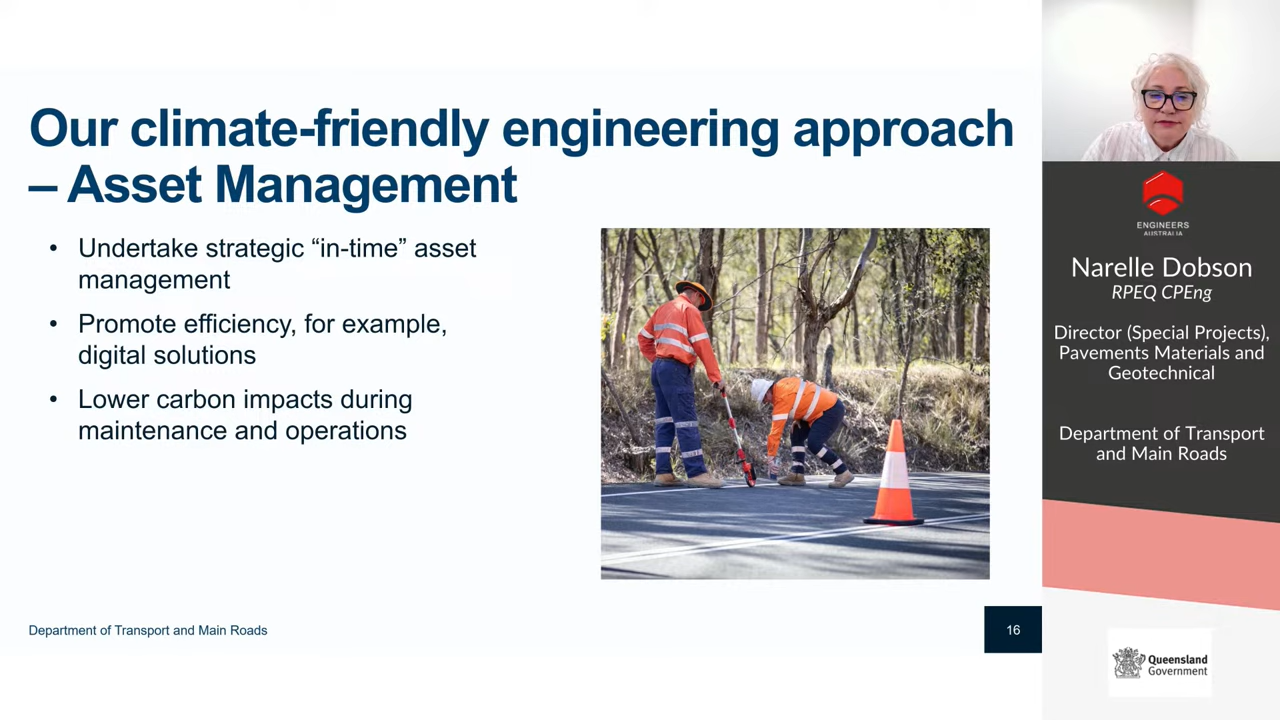 Our climate-friendly engineering approach
– Asset Management
• Undertake strategic “in-time” asset
management
• Promote efficiency, for example,
digital solutions
• Lower carbon impacts during
maintenance and operations
Department of Transport and Main Roads
16
ENGINEERS
AUSTRALIA
Narelle Dobson
RPEQ CPEng
Director (Special Projects),
Pavements Materials and
Geotechnical
Department of Transport
and Main Roads
Queensland
Government